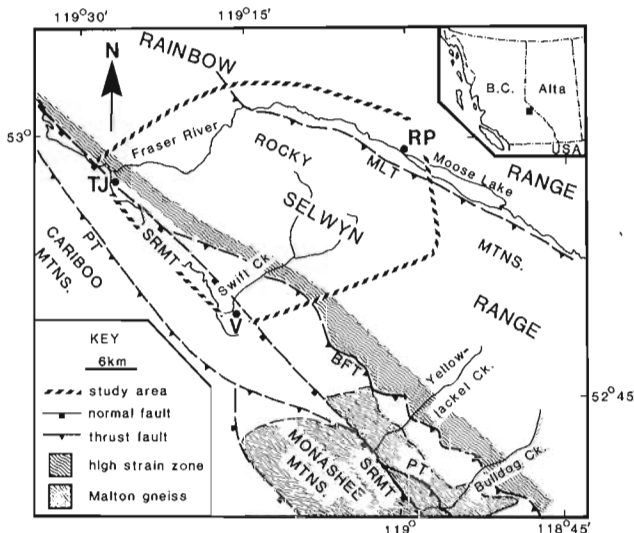 119°30'
119°15'
N
RAINBOW
B.C.
Alta
USA
53°
Fraser River
ROCKY
RP
MLT
Moose Lake
RANGE
TJ
SELWYN
MTNS.
PT
SRMT
CARIBOO
MTNS.
Swift Ck.
RANGE
V
KEY
6km
study area
normal fault
thrust fault
high strain zone
Malton gneiss
BFT
Yellow-
jackel Ck.
52°45'
MONASHEE
MTNS.
SRMT
PT
Bulldog Ck.
119°
118°45'